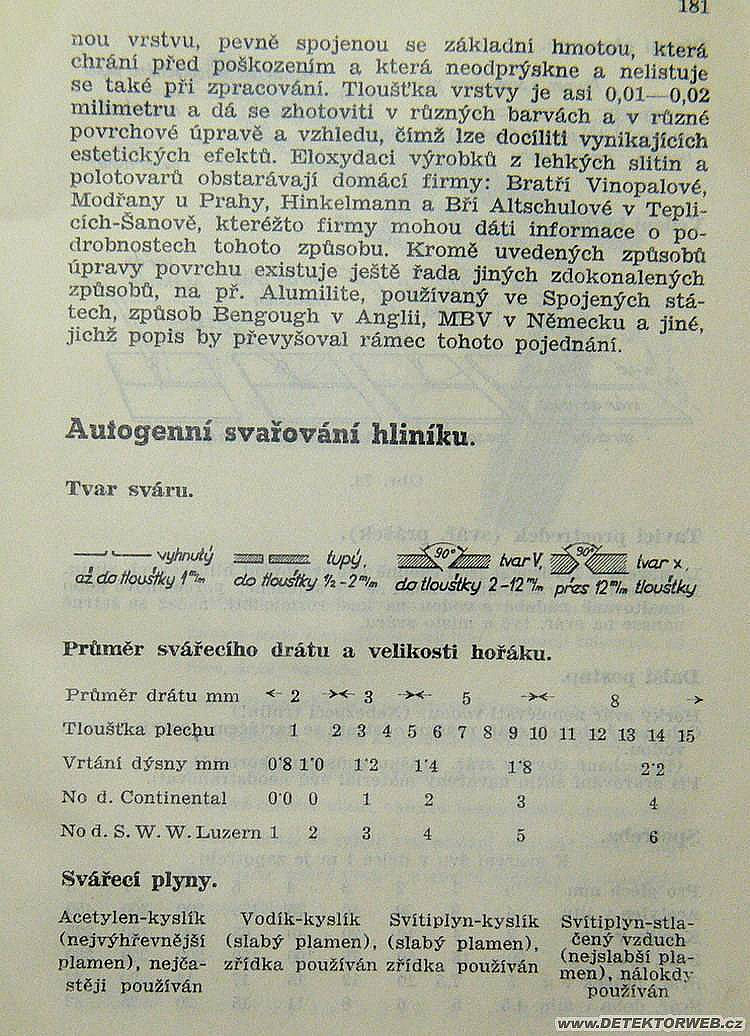 181
nou vrstvu, pevně spojenou se základní hmotou, která
chrání před poškozením a která neodprýskne a nelistuje
se také při zpracování. Tloušťka vrstvy je asi 0,01—0,02
milimetru a dá se zhotoviti v různých barvách a v různé
povrchové úpravě a vzhledu, čímž lze docíliti vynikajících
estetických efektů. Eloxydaci výrobků z lehkých slitin a
polotovarů obstarávají domácí firmy: Bratří Vinopalové,
Modřany u Prahy, Hinkelmann a Bří Altschulové v Tepli-
cích-Šanově, kteréžto firmy mohou dáti informace o po-
drobnostech tohoto způsobu. Kromě uvedených způsobů
úpravy povrchu existuje ještě řada jiných zdokonalených
způsobů, na př. Alumilite, používaný ve Spojených stá-
tech, způsob Bengough v Anglii, MBV v Německu a jiné,
jichž popis by převyšoval rámec tohoto pojednání.
Autogenní svařování hliníku.
Tvar sváru.
vyhnutý tupý, 90° tvar V, 90° tvar x,
až do tloušťky 1 m/m do tloušťky 1/2 - 2 m/m do tloušťky 2-12 m/m přes 12 m/m tloušťky
Průměr svářecího drátu a velikosti hořáku.
Průměr drátu mm ← 2 →← 3 →← 5 →← 8 →
Tloušťka plechu 1 2 3 4 5 6 7 8 9 10 11 12 13 14 15
Vrtání dýsny mm 0·8 1·0 1·2 1·4 1·8 2·2
No d. Continental 0·0 0 1 2 3 4
No d. S. W. W. Luzern 1 2 3 4 5 6
Svářecí plyny.
Acetylen-kyslík
(nejvýhřevnější
plamen), nejča-
stěji používán
Vodík-kyslík
(slabý plamen),
zřídka používán
Svítiplyn-kyslík
(slabý plamen),
zřídka používán
Svítiplyn-stla-
čený vzduch
(nejslabší pla-
men), nálokdy
používán
www.DETEKTORWEB.cz